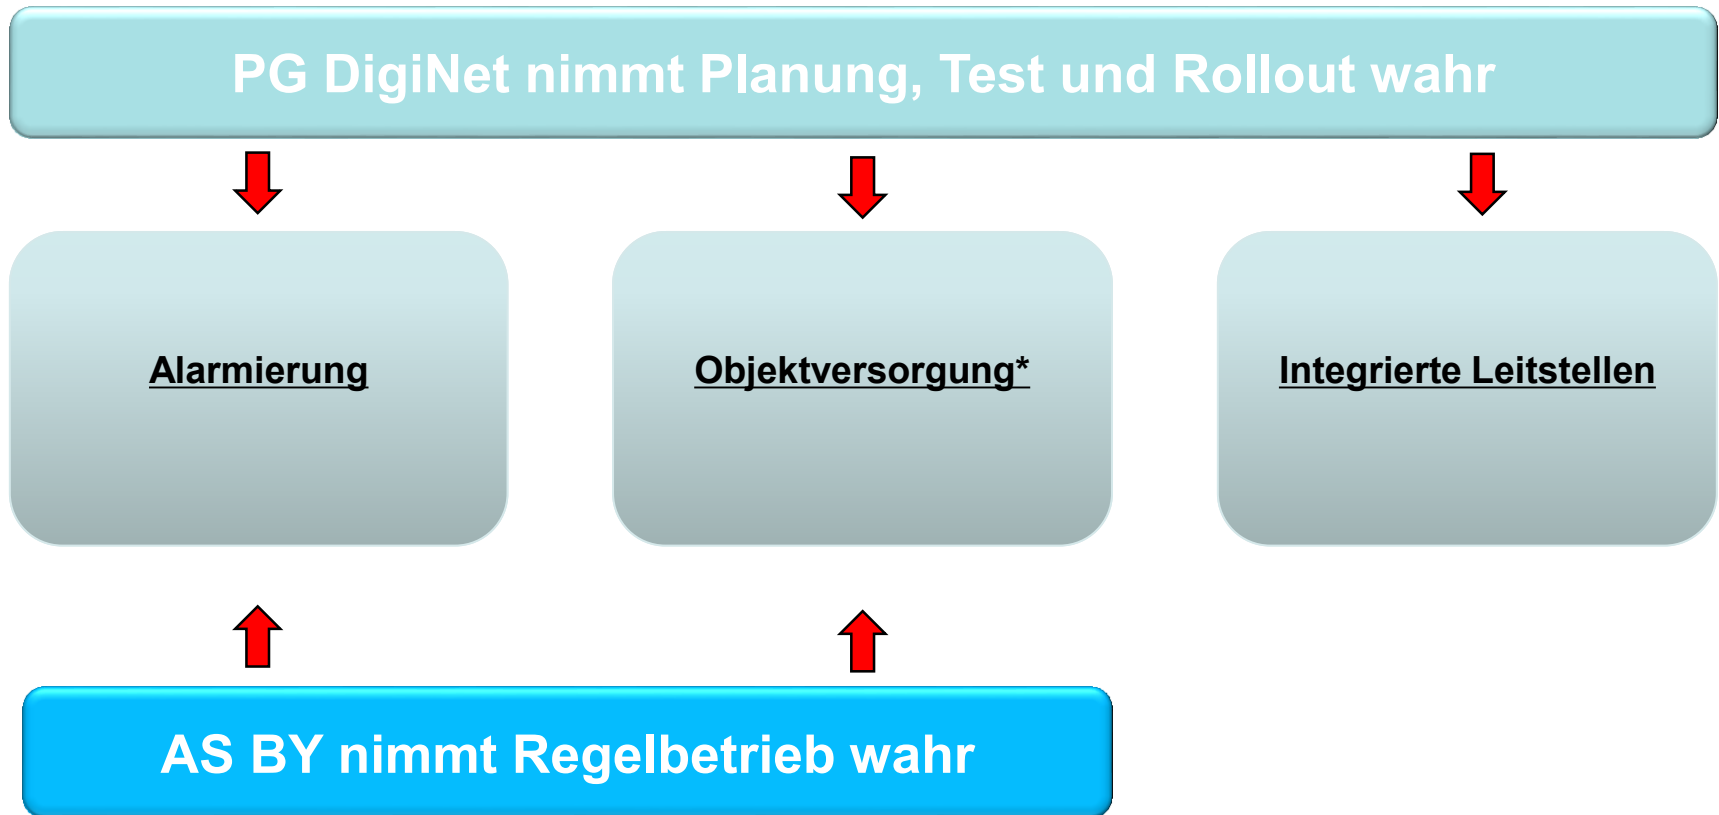 PG DigiNet nimmt Planung, Test und Rollout wahr
Alarmierung
Objektversorgung*
Integrierte Leitstellen
AS BY nimmt Regelbetrieb wahr